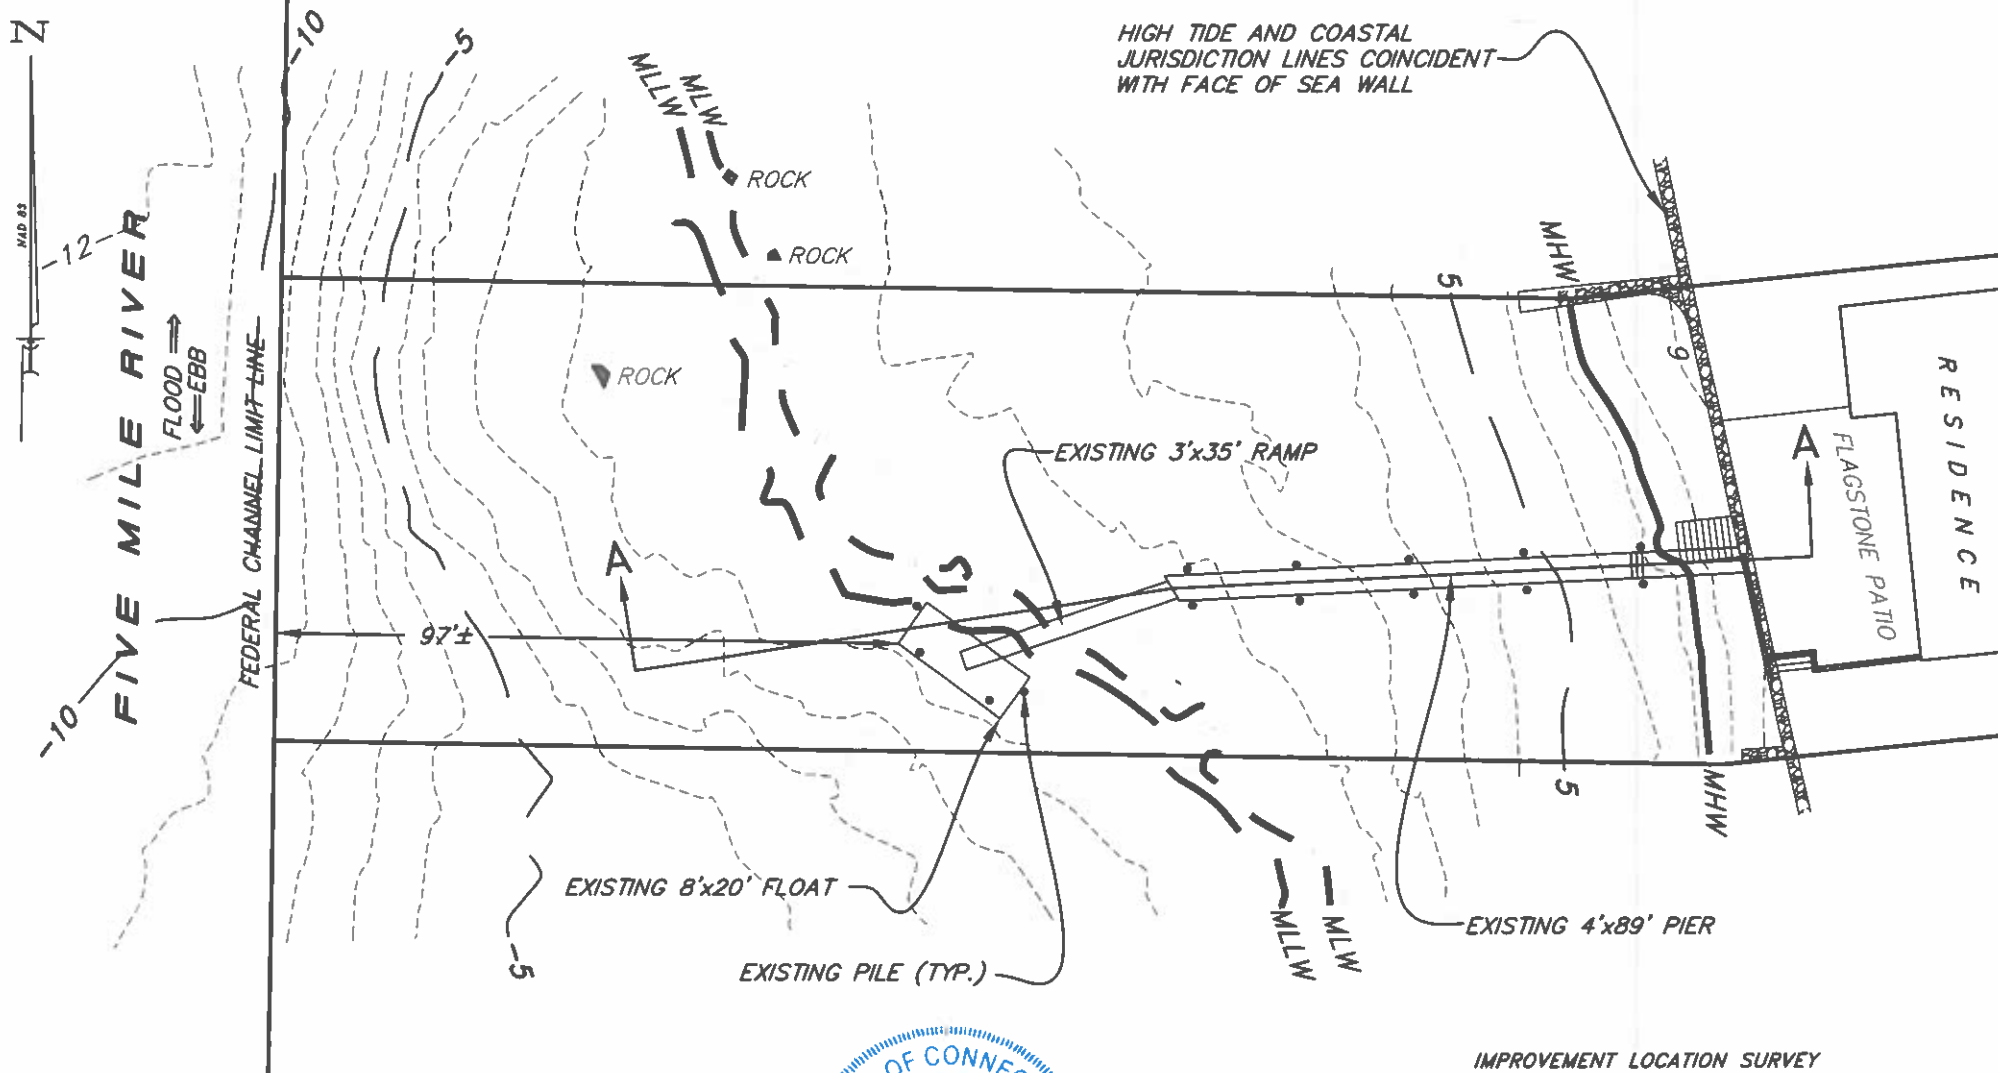 N
NAD 83
-10
-5
HIGH TIDE AND COASTAL
JURISDICTION LINES COINCIDENT
WITH FACE OF SEA WALL
MLLW
MLW
ROCK
ROCK
ROCK
-12
FIVE MILE RIVER
FLOOD
EBB
FEDERAL CHANNEL LIMIT LINE
MHW
5
9
EXISTING 3'x35' RAMP
A
A
FLAGSTONE PATIO
RESIDENCE
97'±
-10
5
MHW
EXISTING 8'x20' FLOAT
EXISTING PILE (TYP.)
EXISTING 4'x89' PIER
-5
MLLW
MLW
OF CONNEC
IMPROVEMENT LOCATION SURVEY